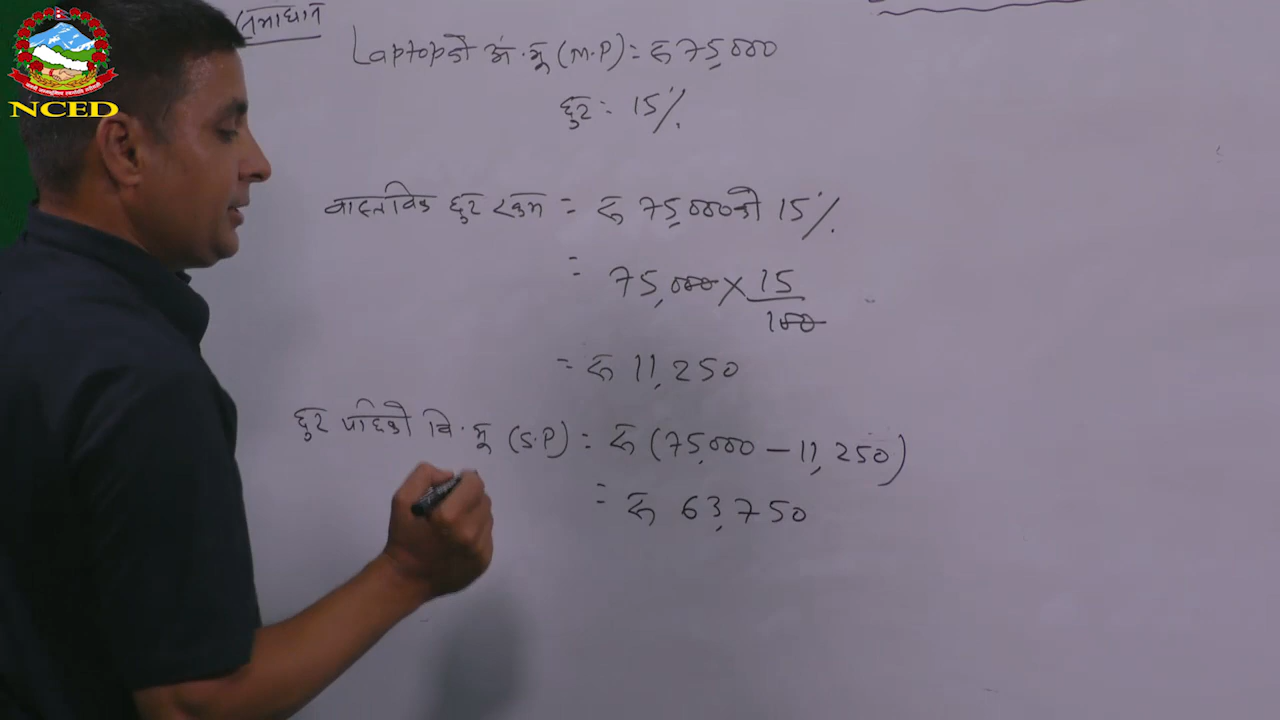 समाधान
Laptopको अं. मू (M.P) = रू 75,000
छुट = 15%
वास्तविक छुट रकम = रू 75,000को 15%
= 75,000 × 15/100
= रू 11,250
छुट पछिको वि. मू (S.P) = रू (75,000 - 11,250)
= रू 63,750
NCED